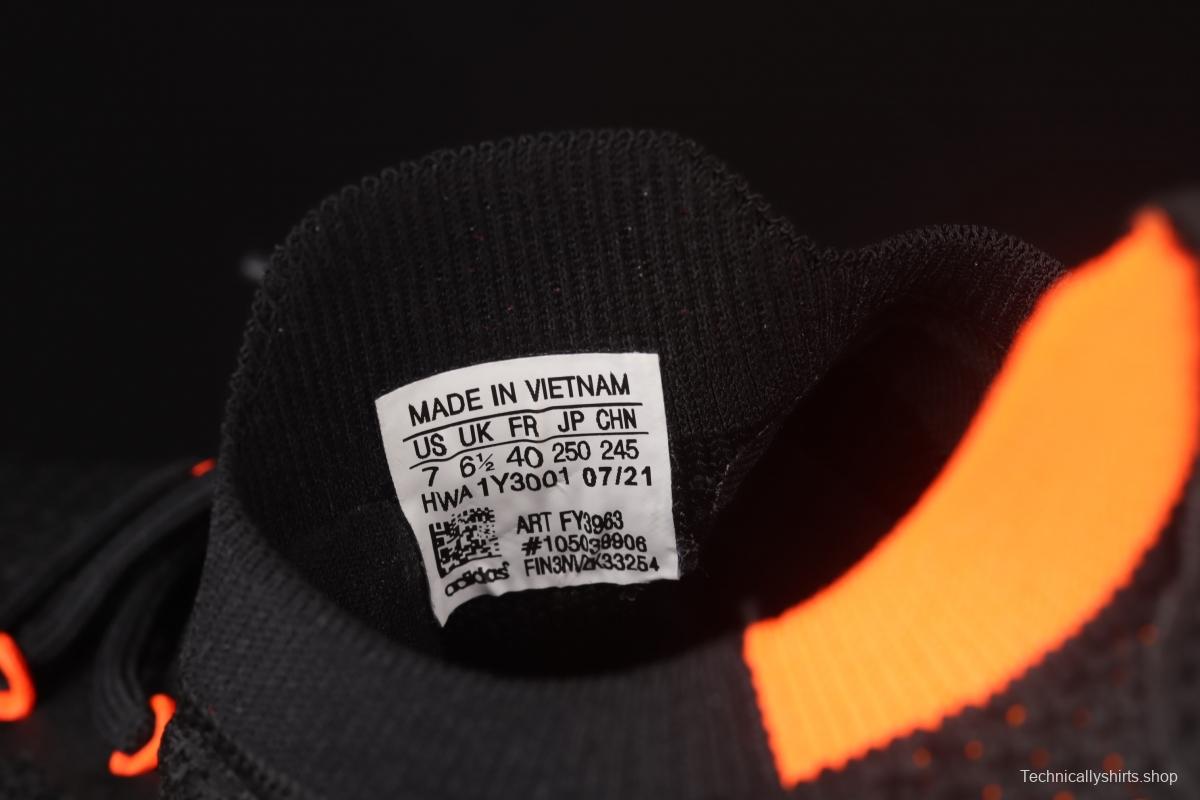 MADE IN VIETNAM
US UK FR JP CHN
7 6½ 40 250 245
HWA 1Y3001 07/21
ART FY3963
adidas
Technicallyshirts.shop